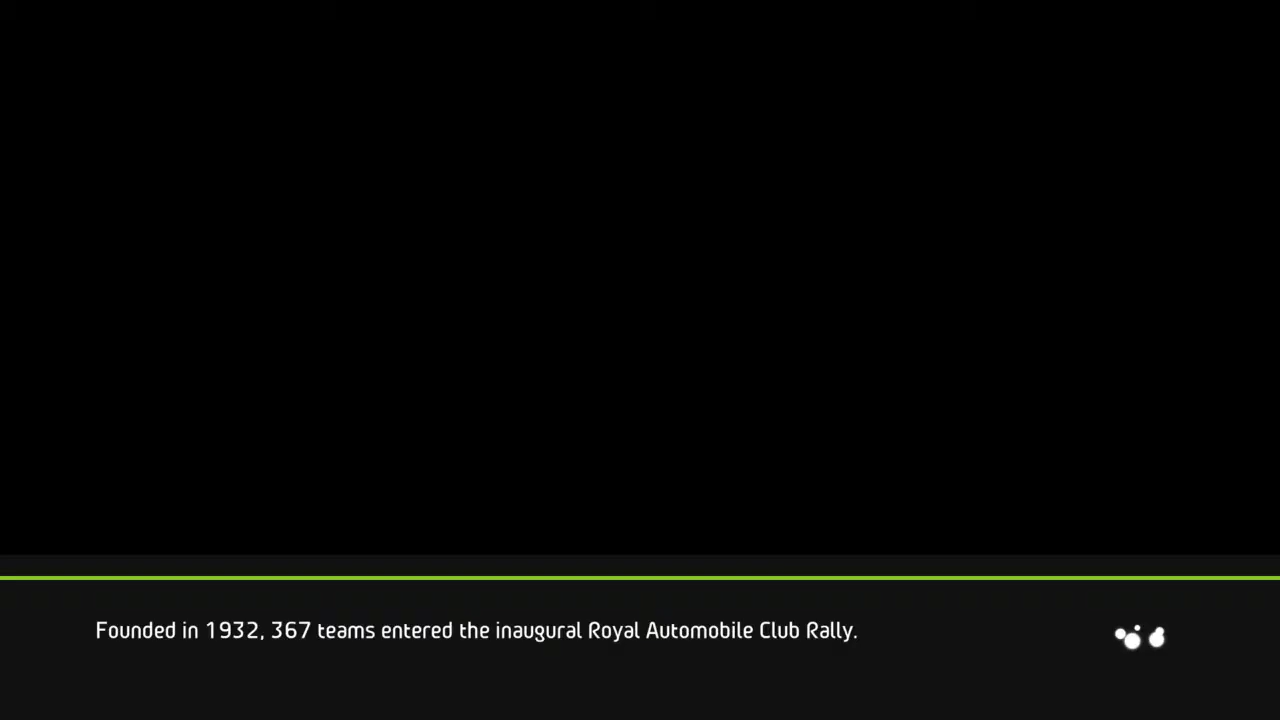 Founded in 1932, 367 teams entered the inaugural Royal Automobile Club Rally.